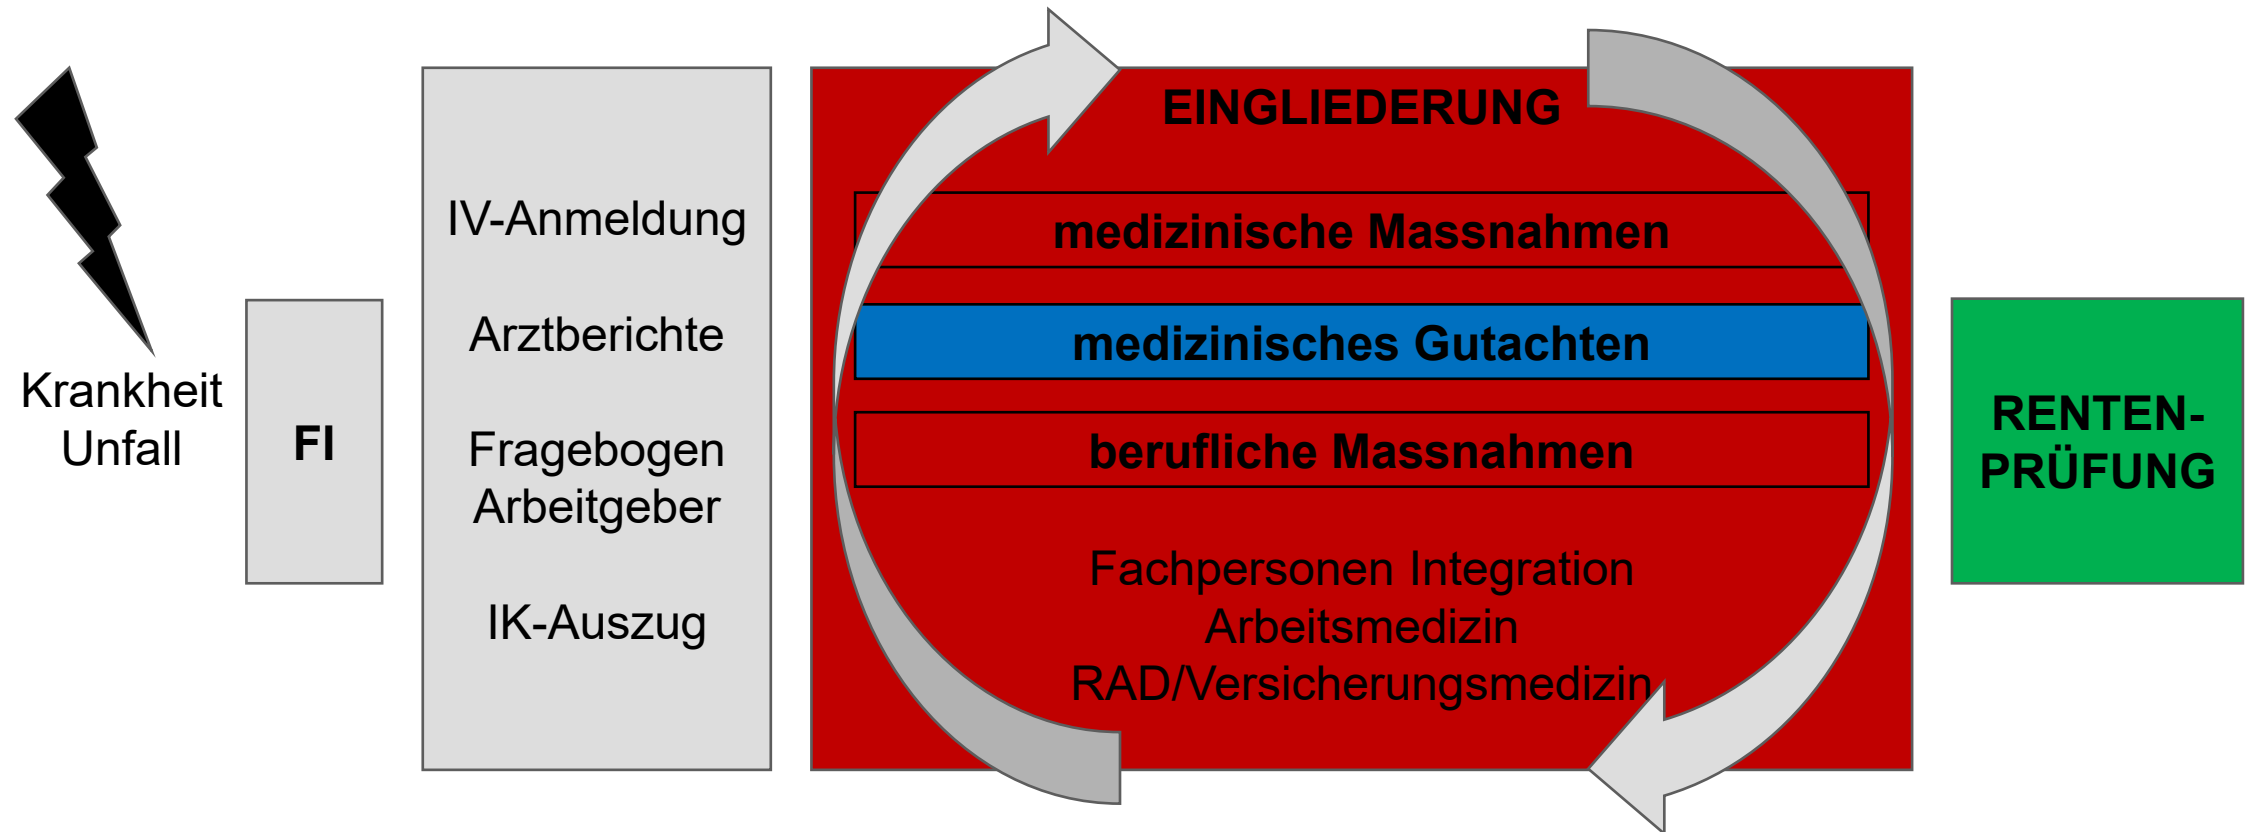 Krankheit
Unfall
FI
IV-Anmeldung
Arztberichte
Fragebogen
Arbeitgeber
IK-Auszug
EINGLIEDERUNG
medizinische Massnahmen
medizinisches Gutachten
berufliche Massnahmen
Fachpersonen Integration
Arbeitsmedizin
RAD/Versicherungsmedizin
RENTEN-
PRÜFUNG